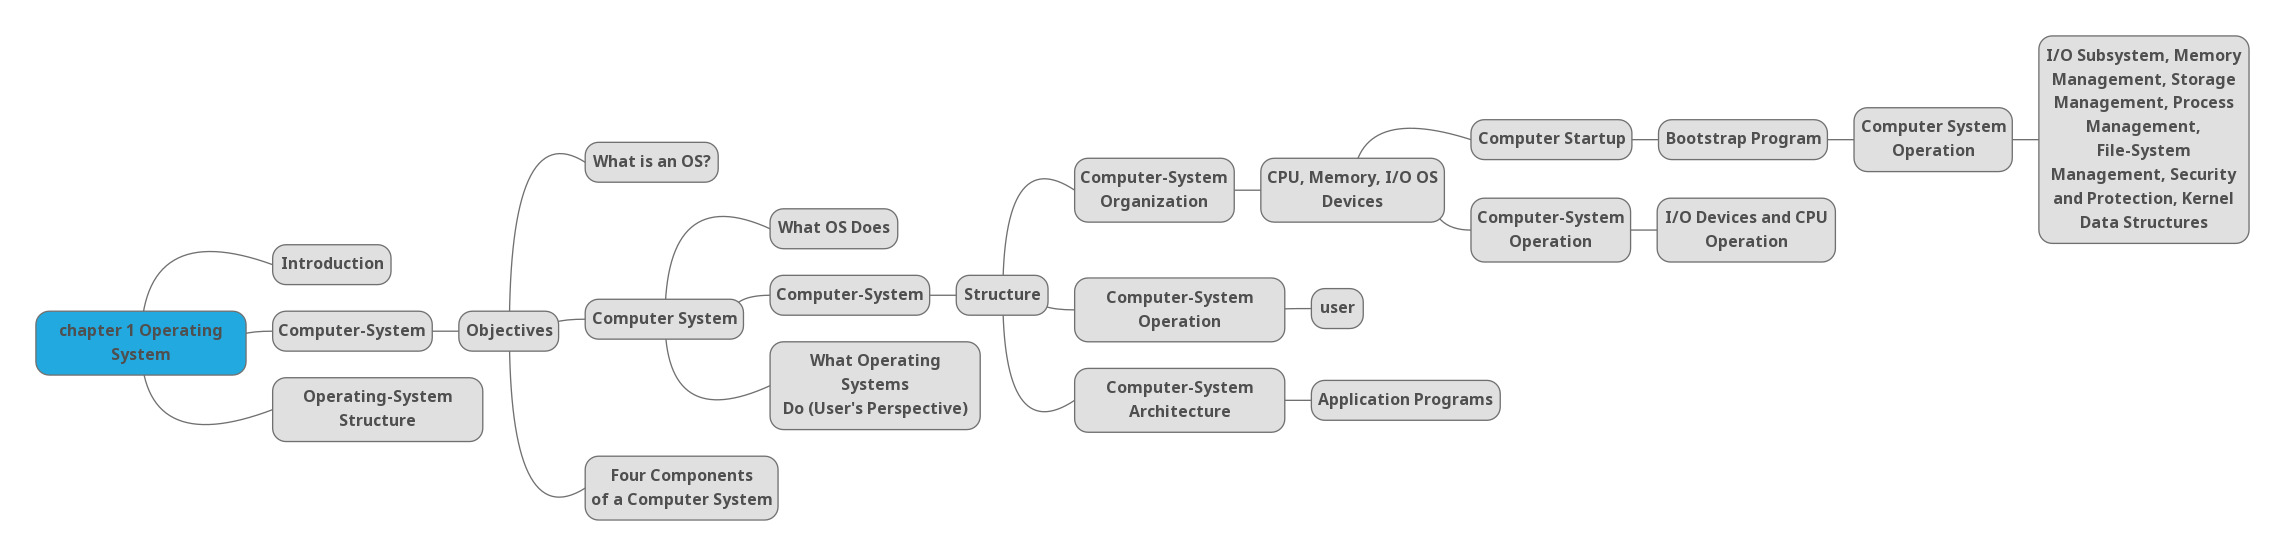 chapter 1 Operating
System
Introduction
Computer-System
Operating-System
Structure
Objectives
What is an OS?
Computer System
Four Components
of a Computer System
What OS Does
Computer-System
What Operating
Systems
Do (User's Perspective)
Structure
Computer-System
Organization
Computer-System
Operation
Computer-System
Architecture
CPU, Memory, I/O OS
Devices
user
Application Programs
Computer Startup
Computer-System
Operation
Bootstrap Program
I/O Devices and CPU
Operation
Computer System
Operation
I/O Subsystem, Memory
Management, Storage
Management, Process
Management,
File-System
Management, Security
and Protection, Kernel
Data Structures